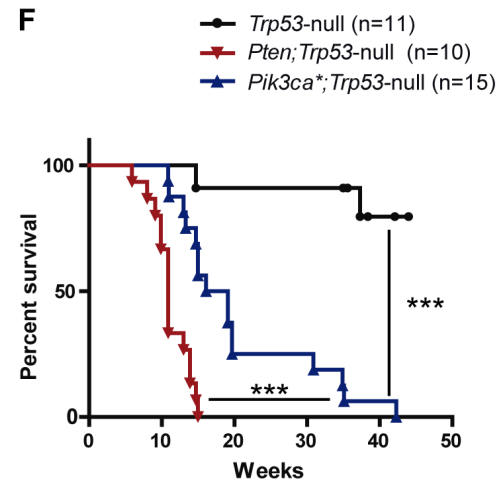 F
Trp53-null (n=11)
Pten;Trp53-null (n=10)
Pik3ca*;Trp53-null (n=15)
Percent survival
100
50
0
***
***
0 10 20 30 40 50
Weeks